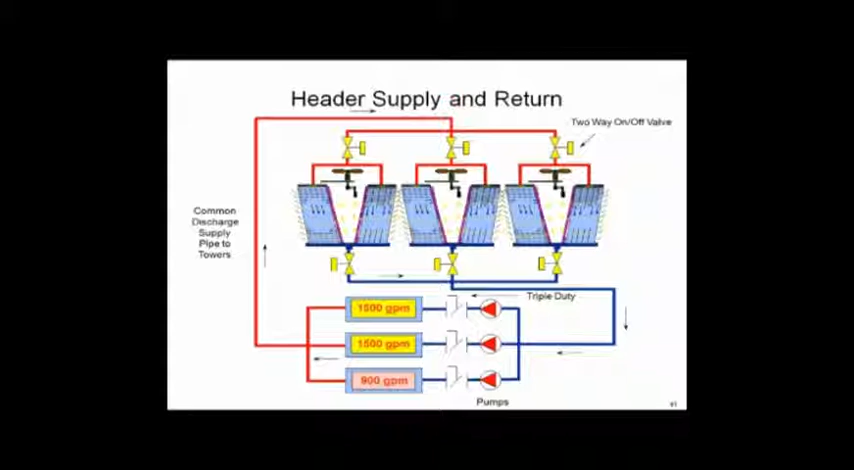 Header Supply and Return
Two Way On/Off Valve
Common
Discharge
Supply
Pipe to
Towers
Triple Duty
1500 gpm
1500 gpm
900 gpm
Pumps